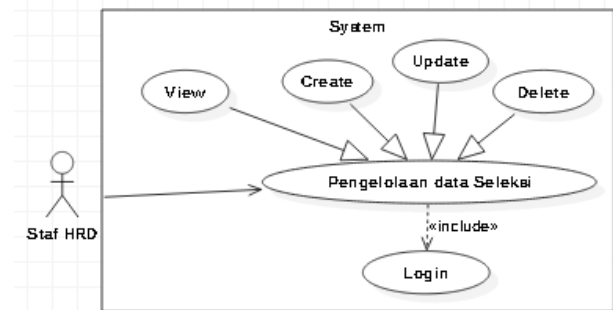 System
View
Create
Update
Delete
Pengelolaan data Seleksi
Staf HRD
«include»
Login